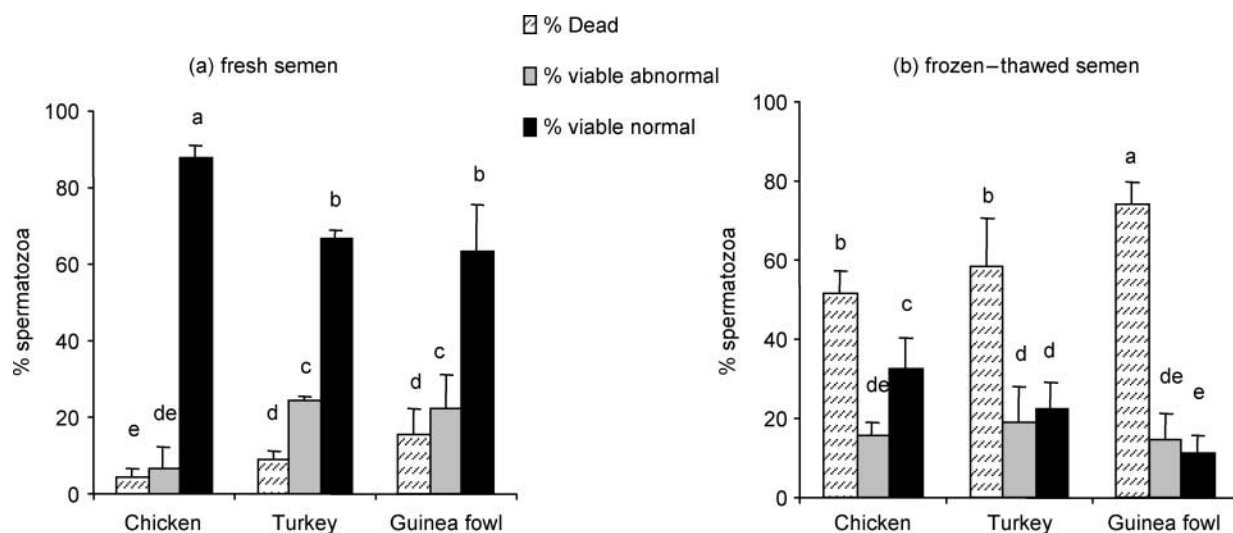 % Dead
% viable abnormal
% viable normal
(a) fresh semen
% spermatozoa
100
80
60
40
20
0
e
de
a
d
c
b
d
c
b
Chicken
Turkey
Guinea fowl
(b) frozen–thawed semen
% spermatozoa
100
80
60
40
20
0
b
de
c
b
d
d
a
de
e
Chicken
Turkey
Guinea fowl